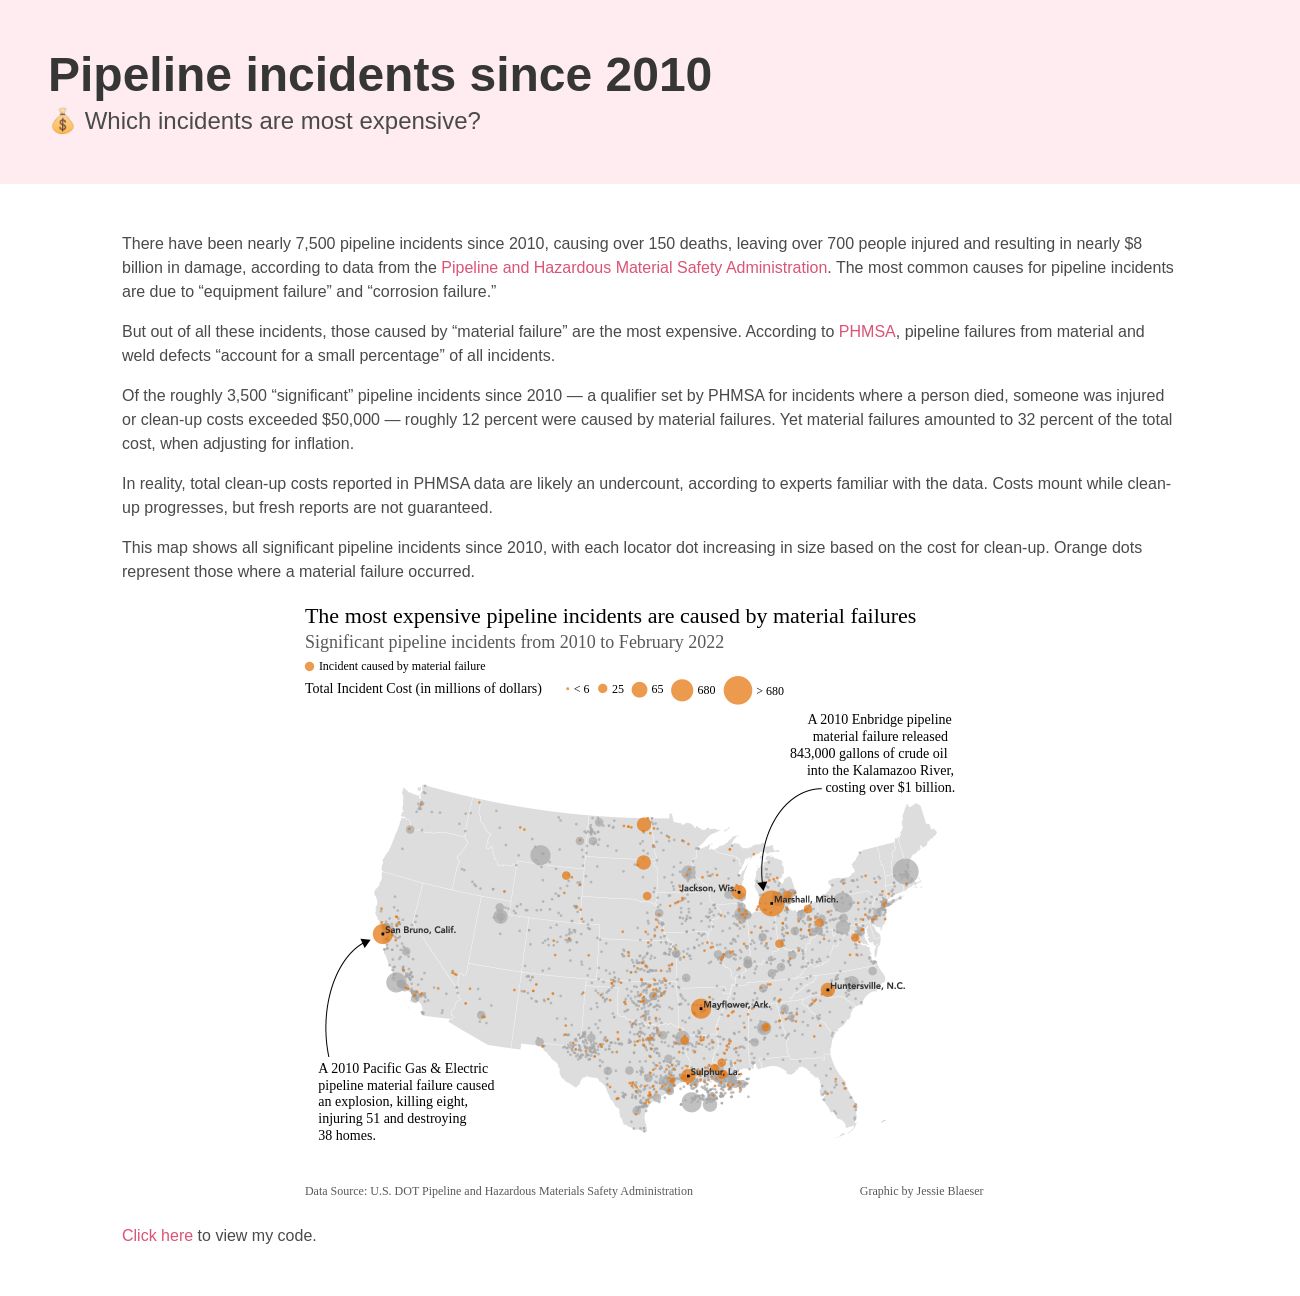 Pipeline incidents since 2010
💰 Which incidents are most expensive?
There have been nearly 7,500 pipeline incidents since 2010, causing over 150 deaths, leaving over 700 people injured and resulting in nearly $8
billion in damage, according to data from the Pipeline and Hazardous Material Safety Administration. The most common causes for pipeline incidents
are due to “equipment failure” and “corrosion failure.”
But out of all these incidents, those caused by “material failure” are the most expensive. According to PHMSA, pipeline failures from material and
weld defects “account for a small percentage” of all incidents.
Of the roughly 3,500 “significant” pipeline incidents since 2010 — a qualifier set by PHMSA for incidents where a person died, someone was injured
or clean-up costs exceeded $50,000 — roughly 12 percent were caused by material failures. Yet material failures amounted to 32 percent of the total
cost, when adjusting for inflation.
In reality, total clean-up costs reported in PHMSA data are likely an undercount, according to experts familiar with the data. Costs mount while clean-
up progresses, but fresh reports are not guaranteed.
This map shows all significant pipeline incidents since 2010, with each locator dot increasing in size based on the cost for clean-up. Orange dots
represent those where a material failure occurred.
The most expensive pipeline incidents are caused by material failures
Significant pipeline incidents from 2010 to February 2022
Incident caused by material failure
Total Incident Cost (in millions of dollars) < 6 25 65 680 > 680
A 2010 Enbridge pipeline
material failure released
843,000 gallons of crude oil
into the Kalamazoo River,
costing over $1 billion.
Jackson, Wis.
Marshall, Mich.
San Bruno, Calif.
Huntersville, N.C.
Mayflower, Ark.
Sulphur, La.
A 2010 Pacific Gas & Electric
pipeline material failure caused
an explosion, killing eight,
injuring 51 and destroying
38 homes.
Data Source: U.S. DOT Pipeline and Hazardous Materials Safety Administration
Graphic by Jessie Blaeser
Click here to view my code.